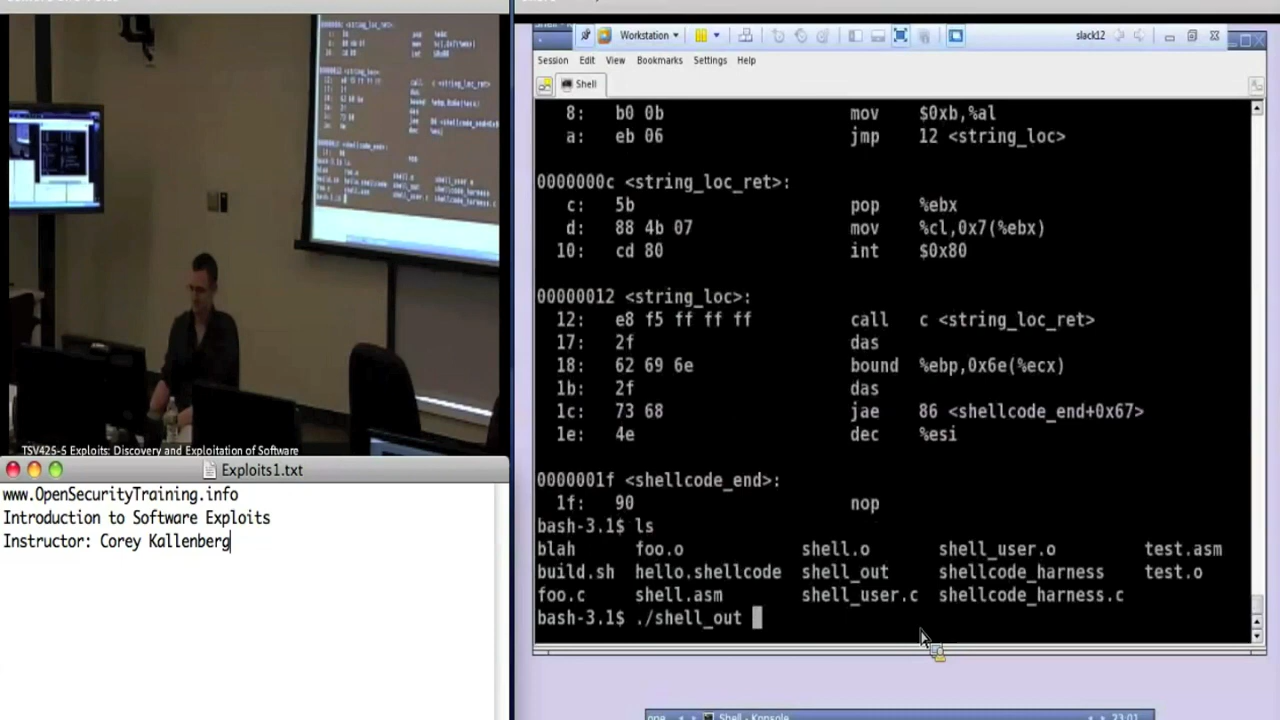 Workstation
slack12
Session Edit View Bookmarks Settings Help
Shell
8: b0 0b mov $0xb,%al
a: eb 06 jmp 12 <string_loc>
0000000c <string_loc_ret>:
c: 5b pop %ebx
d: 88 4b 07 mov %cl,0x7(%ebx)
10: cd 80 int $0x80
00000012 <string_loc>:
12: e8 f5 ff ff ff call c <string_loc_ret>
17: 2f das
18: 62 69 6e bound %ebp,0x6e(%ecx)
1b: 2f das
1c: 73 68 jae 86 <shellcode_end+0x67>
1e: 4e dec %esi
0000001f <shellcode_end>:
1f: 90 nop
bash-3.1$ ls
blah foo.o shell.o shell_user.o test.asm
build.sh hello.shellcode shell_out shellcode_harness test.o
foo.c shell.asm shell_user.c shellcode_harness.c
bash-3.1$ ./shell_out
Shell - Konsole
23:01
TSV425-5 Exploits: Discovery and Exploitation of Software
Exploits1.txt
www.OpenSecurityTraining.info
Introduction to Software Exploits
Instructor: Corey Kallenberg